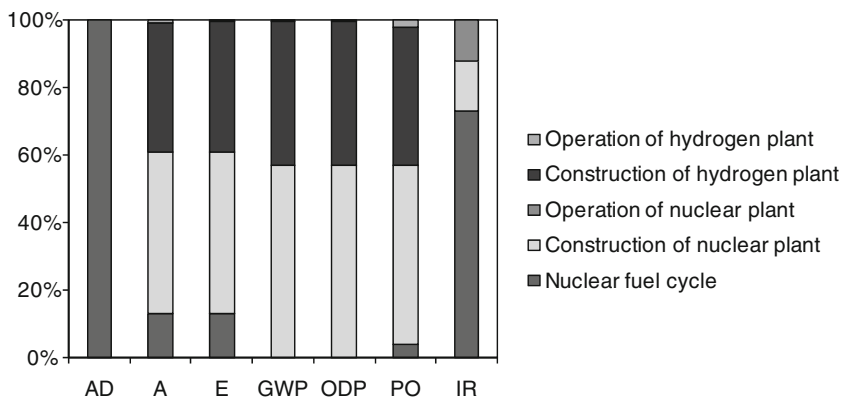 100%
80%
60%
40%
20%
0%
AD A E GWP ODP PO IR
Operation of hydrogen plant
Construction of hydrogen plant
Operation of nuclear plant
Construction of nuclear plant
Nuclear fuel cycle